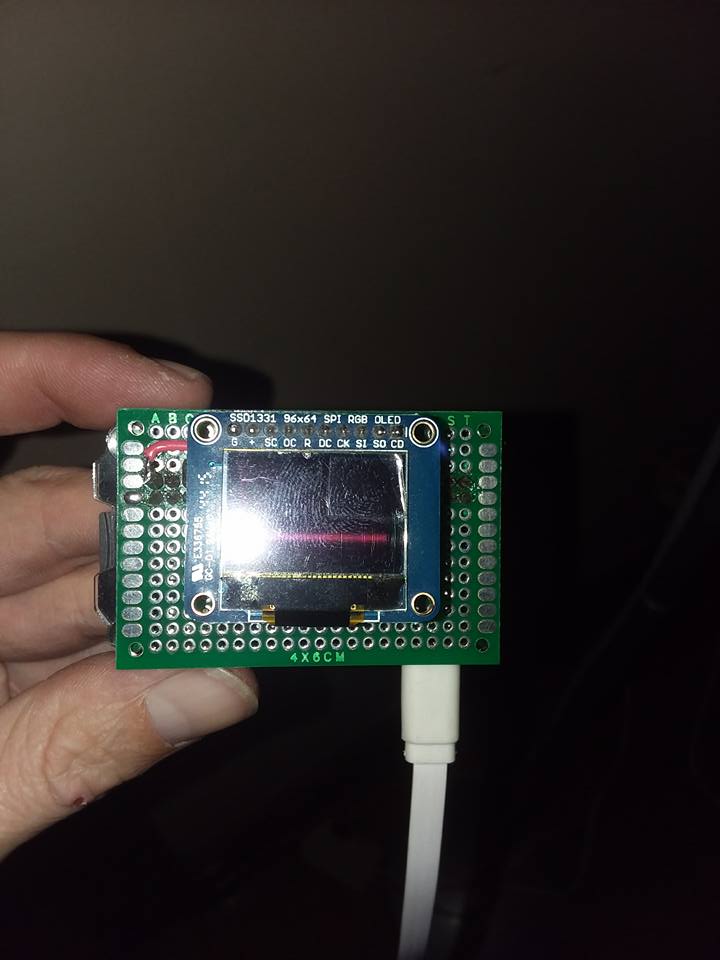 A B C
SSD1331 96x64 SPI RGB OLED
S T
G + SC OC R DC CK SI SO CD
4X6CM